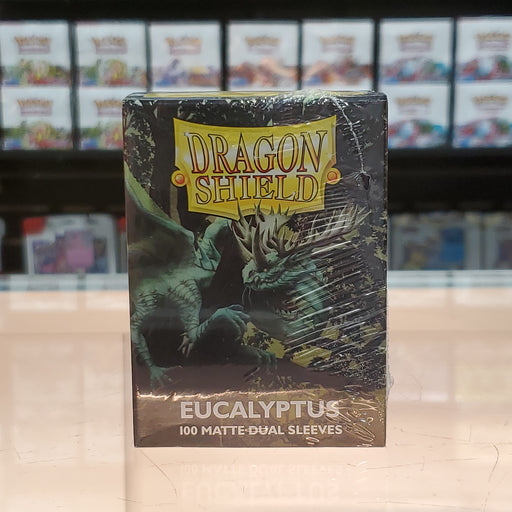 DRAGON
SHIELD
EUCALYPTUS
100 MATTE DUAL SLEEVES